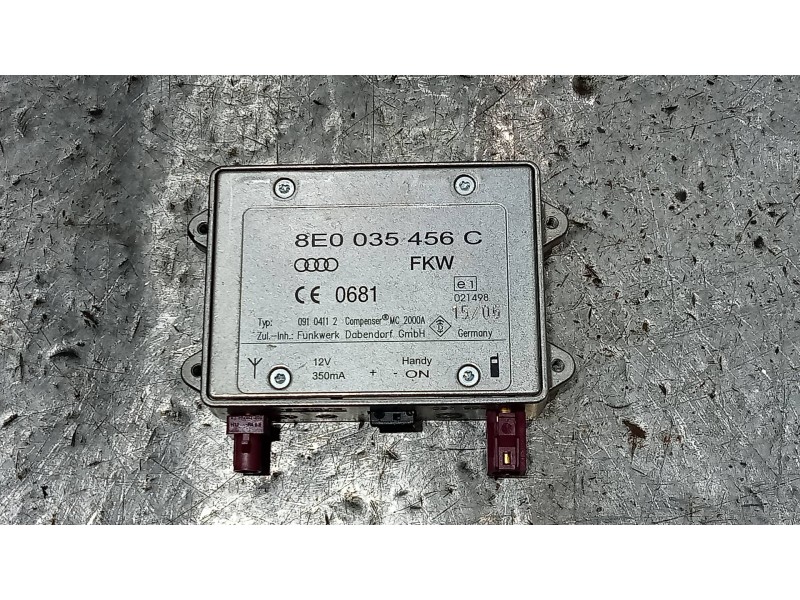 8E0 035 456 C
FKW
CE 0681
e1
021498
15/05
Typ: 091 0411 2 Compenser® MC 2000A
Zul.-Inh.: Funkwerk Dabendorf GmbH Germany
12V Handy
350mA + - ON